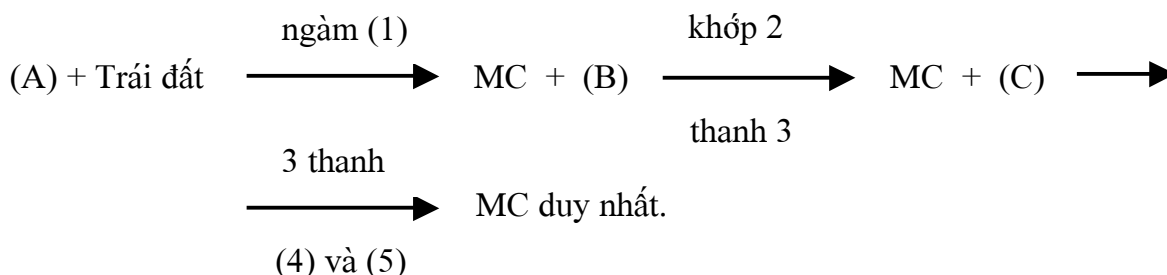 ngàm (1)
khớp 2
(A) + Trái đất
MC + (B)
MC + (C)
thanh 3
3 thanh
MC duy nhất.
(4) và (5)